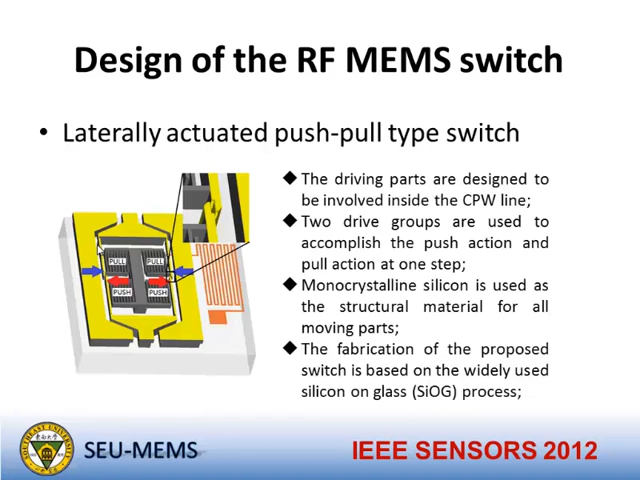 Design of the RF MEMS switch
• Laterally actuated push-pull type switch
PULL PULL
PUSH PUSH
◆ The driving parts are designed to
be involved inside the CPW line;
◆ Two drive groups are used to
accomplish the push action and
pull action at one step;
◆ Monocrystalline silicon is used as
the structural material for all
moving parts;
◆ The fabrication of the proposed
switch is based on the widely used
silicon on glass (SiOG) process;
SOUTHEAST UNIVERSITY
SEU-MEMS
IEEE SENSORS 2012